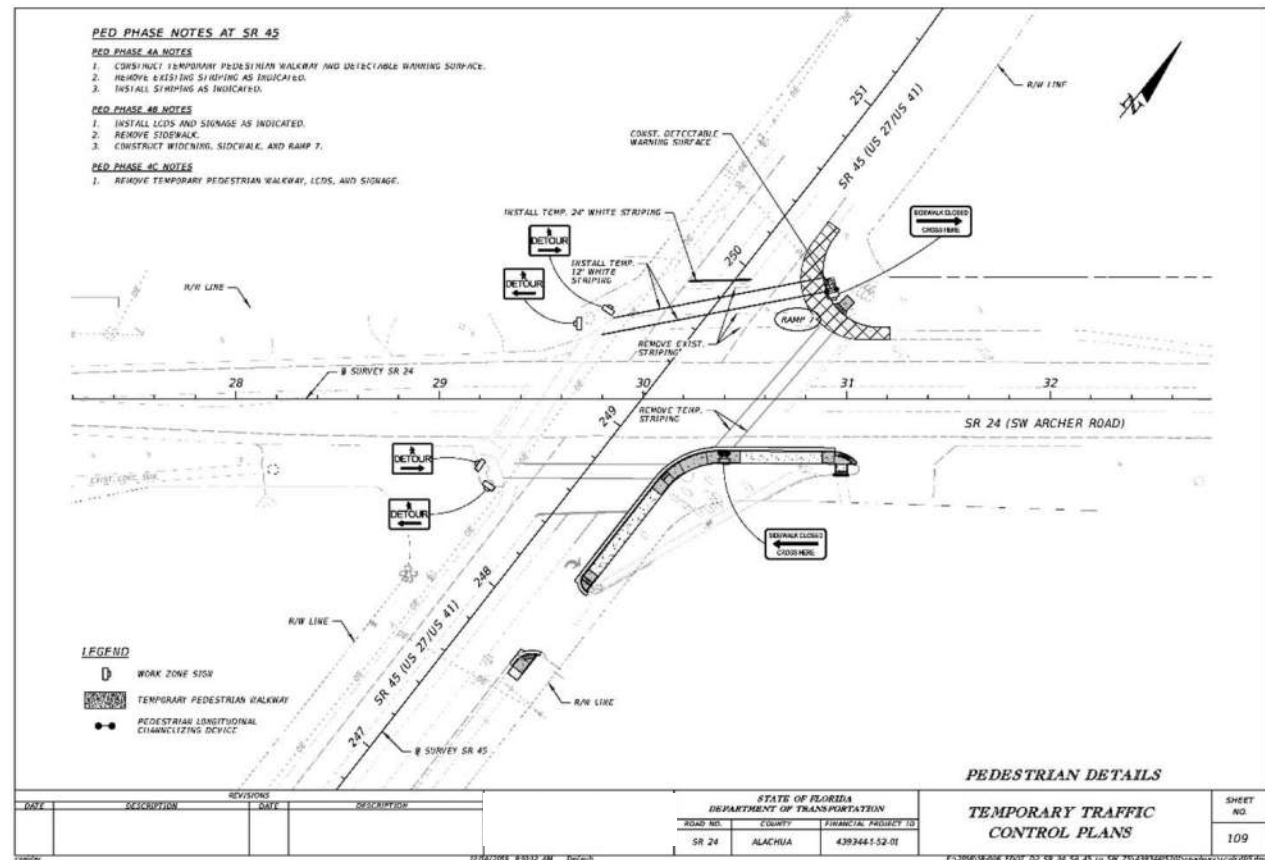 PED PHASE NOTES AT SR 45
PED PHASE 4A NOTES
1. CONSTRUCT TEMPORARY PEDESTRIAN WALKWAY AND DETECTABLE WARNING SURFACE.
2. REMOVE EXISTING STRIPING AS INDICATED.
3. INSTALL STRIPING AS INDICATED.
PED PHASE 4B NOTES
1. INSTALL LCDS AND SIGNAGE AS INDICATED.
2. REMOVE SIDEWALK.
3. CONSTRUCT WIDENING, SIDEWALK, AND RAMP 7.
PED PHASE 4C NOTES
1. REMOVE TEMPORARY PEDESTRIAN WALKWAY, LCDS, AND SIGNAGE.
251
SR 45 (US 27/US 41)
R/W LINE
N
CONST. DETECTABLE
WARNING SURFACE
INSTALL TEMP. 24" WHITE STRIPING
SIDEWALK CLOSED
CROSS HERE
DETOUR
250
INSTALL TEMP.
12" WHITE
STRIPING
DETOUR
R/W LINE
RAMP 7
REMOVE EXIST.
STRIPING
℄ SURVEY SR 24
28
29
30
31
32
249
REMOVE TEMP.
STRIPING
SR 24 (SW ARCHER ROAD)
DETOUR
DETOUR
SIDEWALK CLOSED
CROSS HERE
248
R/W LINE
SR 45 (US 27/US 41)
R/W LINE
247
℄ SURVEY SR 45
LEGEND
WORK ZONE SIGN
TEMPORARY PEDESTRIAN WALKWAY
PEDESTRIAN LONGITUDINAL
CHANNELIZING DEVICE
PEDESTRIAN DETAILS
REVISIONS
DATE DESCRIPTION DATE DESCRIPTION
STATE OF FLORIDA
DEPARTMENT OF TRANSPORTATION
ROAD NO. COUNTY FINANCIAL PROJECT ID
SR 24 ALACHUA 439344-1-52-01
TEMPORARY TRAFFIC
CONTROL PLANS
SHEET
NO.
109